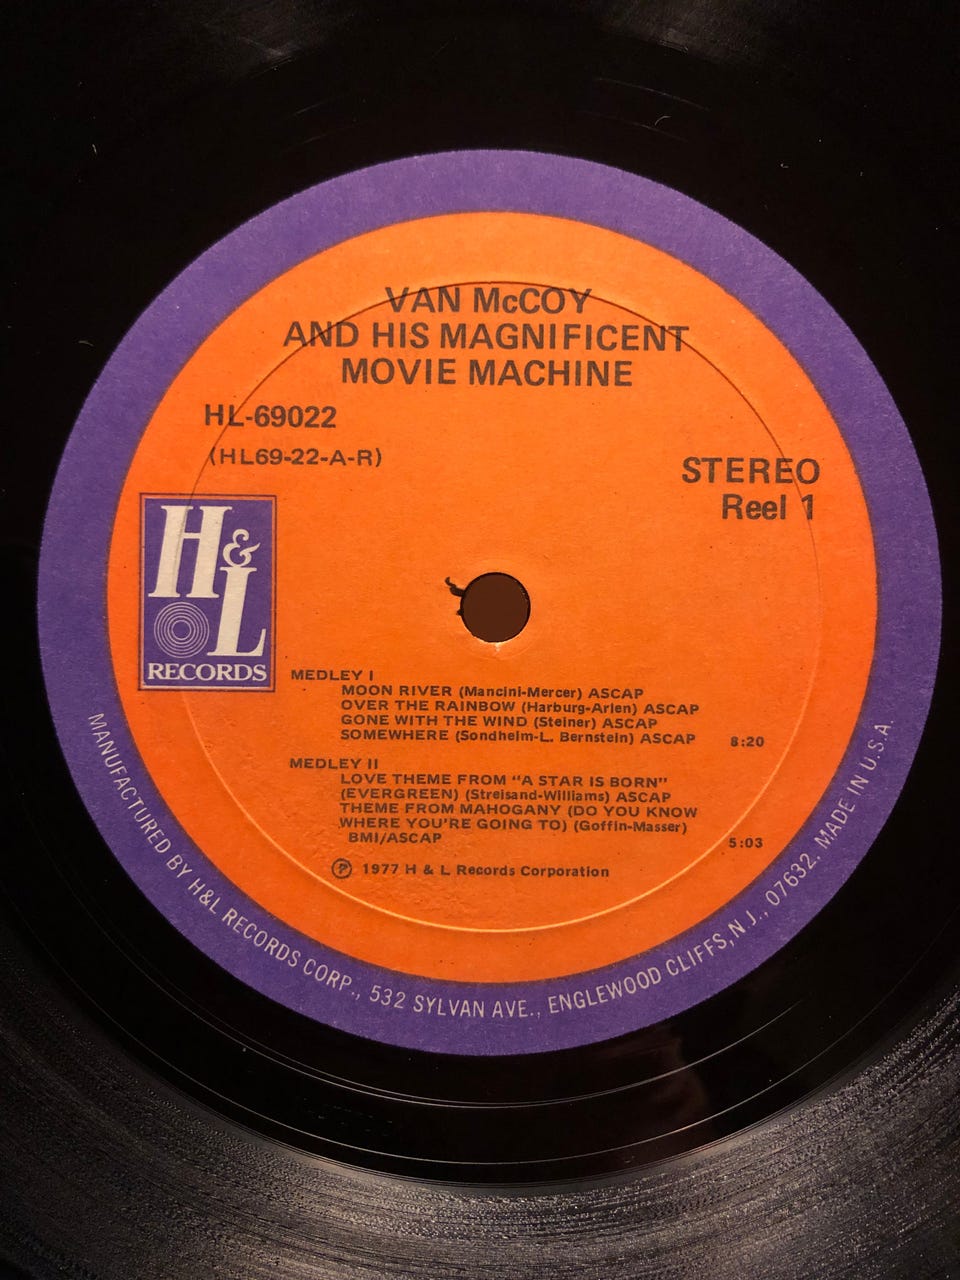 VAN McCOY
AND HIS MAGNIFICENT
MOVIE MACHINE
HL-69022
(HL69-22-A-R)
STEREO
Reel 1
H&L
RECORDS
MEDLEY I
MOON RIVER (Mancini-Mercer) ASCAP
OVER THE RAINBOW (Harburg-Arlen) ASCAP
GONE WITH THE WIND (Steiner) ASCAP
SOMEWHERE (Sondheim-L. Bernstein) ASCAP 8:20
MEDLEY II
LOVE THEME FROM "A STAR IS BORN"
(EVERGREEN) (Streisand-Williams) ASCAP
THEME FROM MAHOGANY (DO YOU KNOW
WHERE YOU'RE GOING TO) (Goffin-Masser)
BMI/ASCAP 5:03
℗ 1977 H & L Records Corporation
MANUFACTURED BY H&L RECORDS CORP., 532 SYLVAN AVE., ENGLEWOOD CLIFFS, N.J., 07632. MADE IN U.S.A.